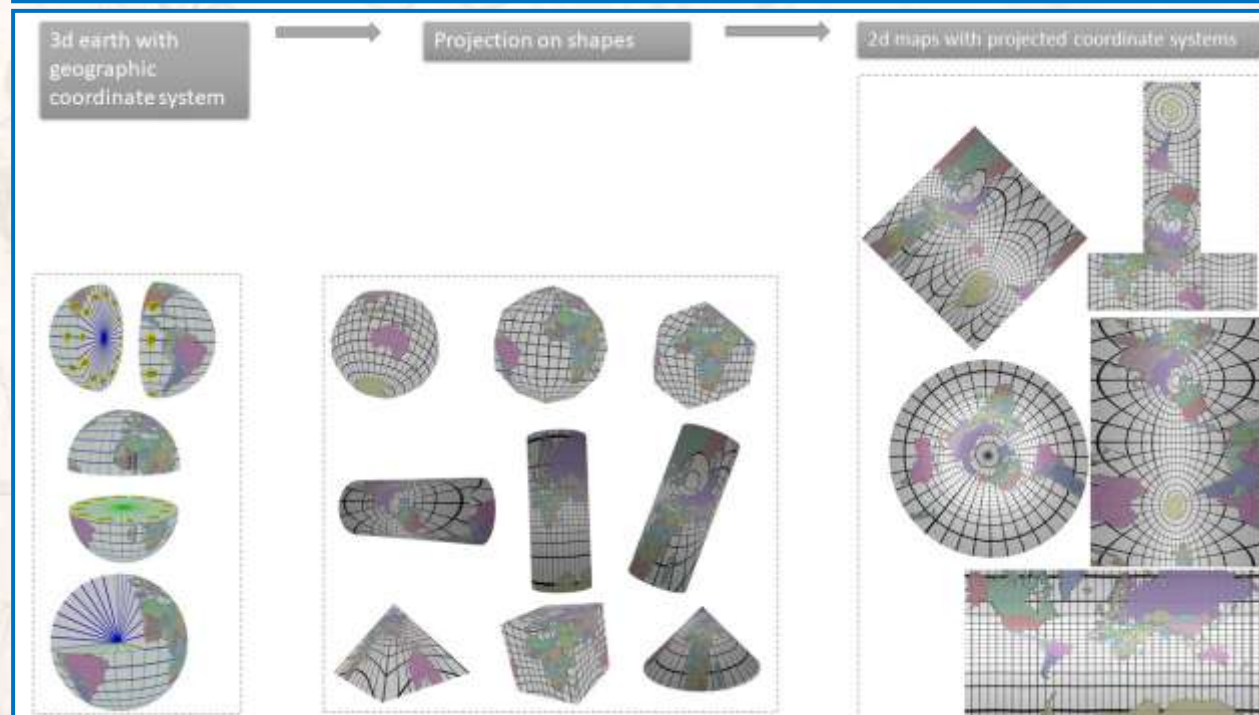 3d earth with
geographic
coordinate system
Projection on shapes
2d maps with projected coordinate systems